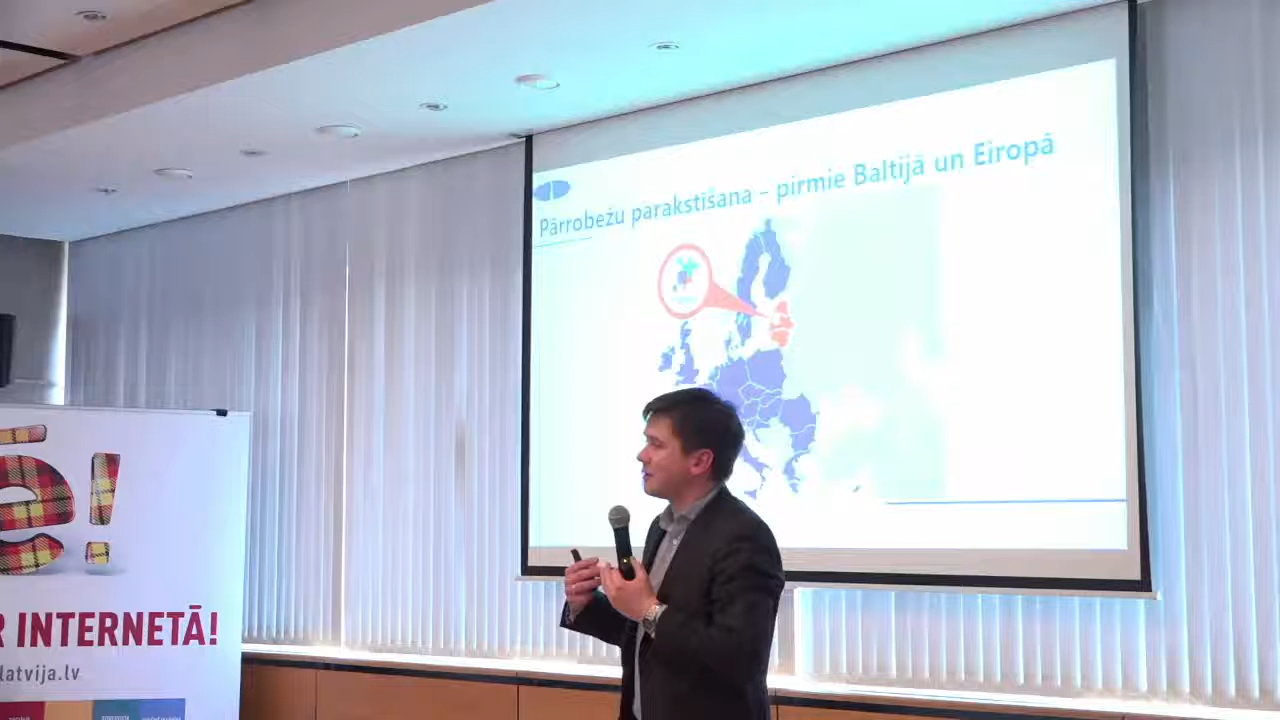 Pārrobežu parakstīšana – pirmie Baltijā un Eiropā
ē!
R INTERNETĀ!
latvija.lv